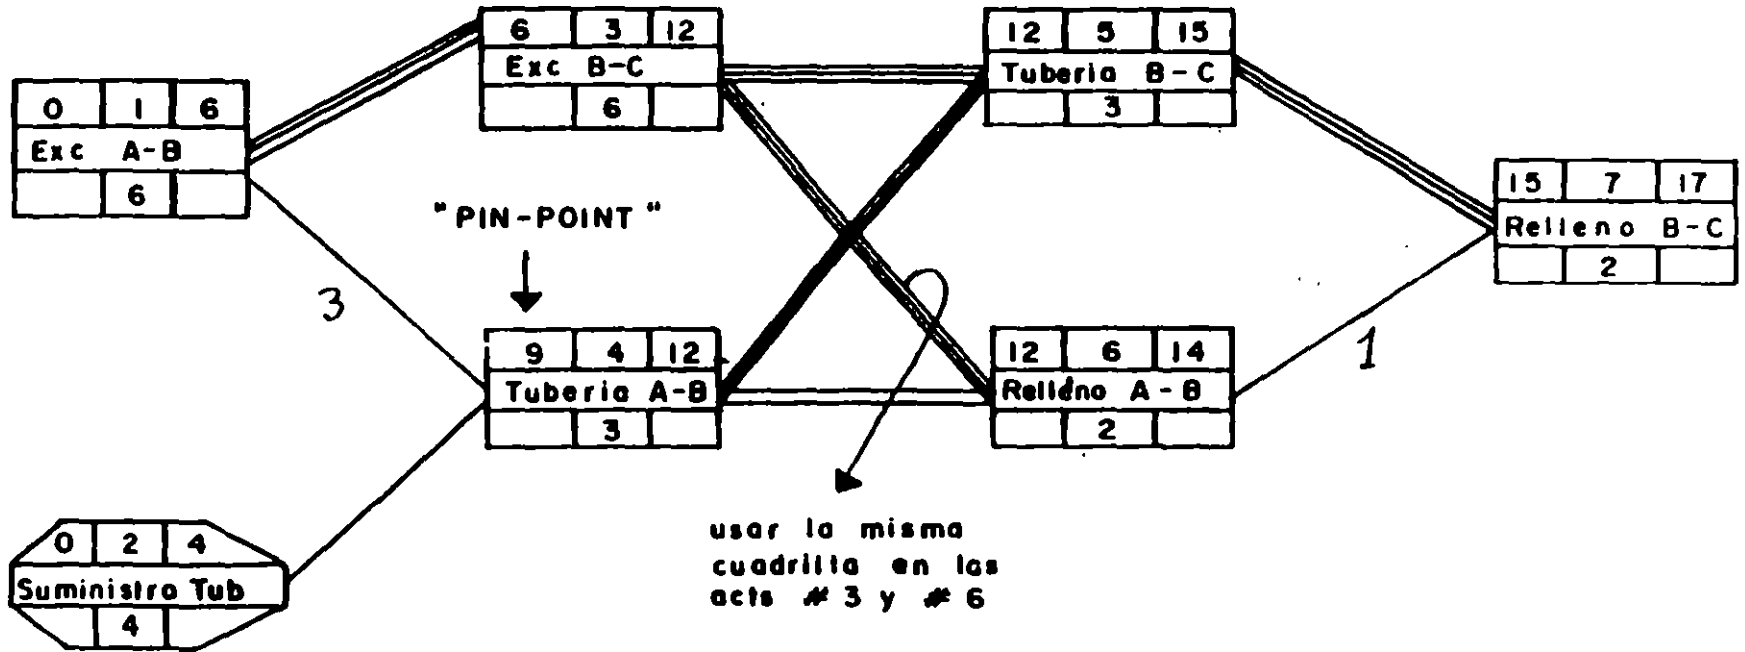 0 1 6
Exc A-B
6
6 3 12
Exc B-C
6
12 5 15
Tuberia B-C
3
15 7 17
Relleno B-C
2
"PIN-POINT"
3
9 4 12
Tuberia A-B
3
12 6 14
Relleno A-B
2
1
0 2 4
Suministro Tub
4
usar la misma
cuadrilla en las
acts # 3 y # 6